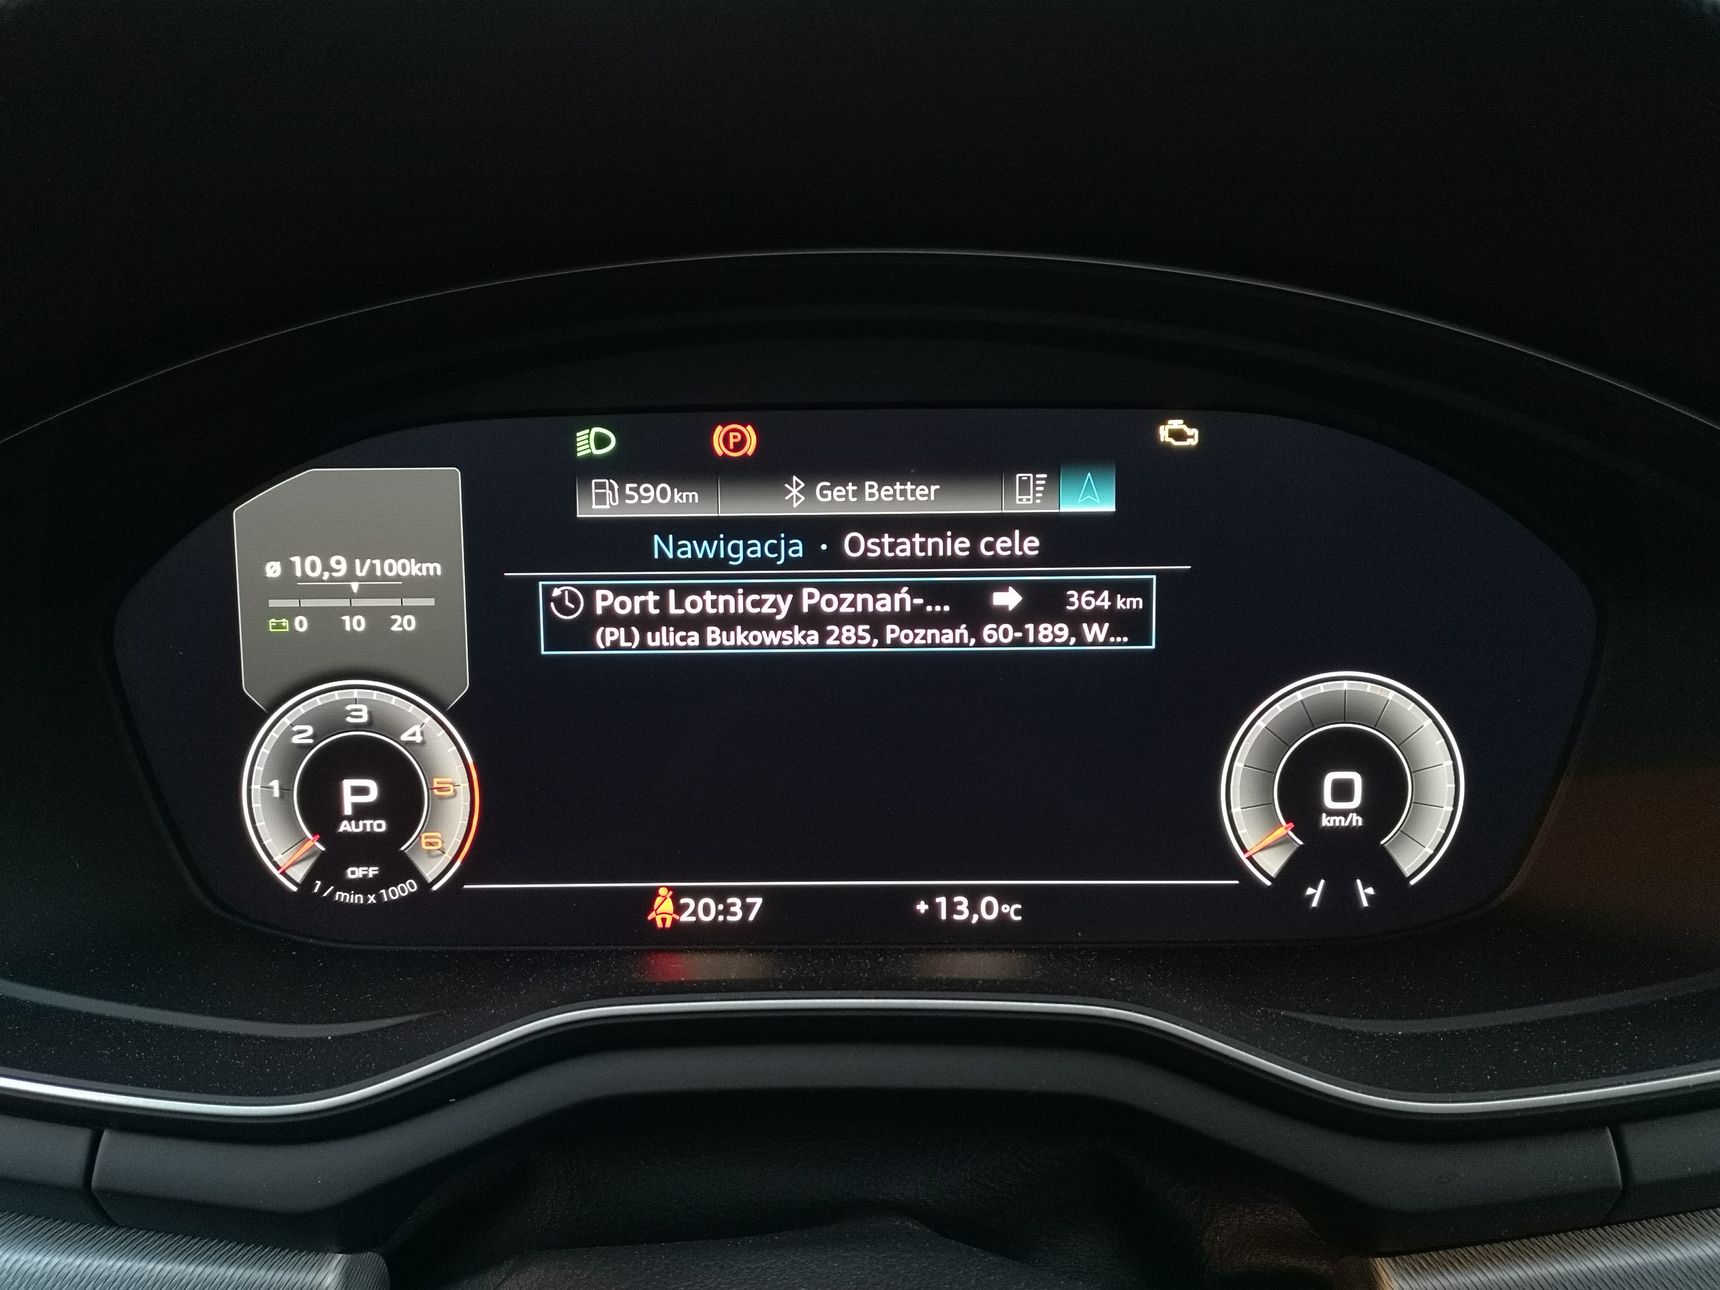 590 km
Get Better
Nawigacja · Ostatnie cele
Port Lotniczy Poznań-... 364 km
(PL) ulica Bukowska 285, Poznań, 60-189, W...
ø 10,9 l/100km
0 10 20
1 2 3 4 5 6
P
AUTO
OFF
1 / min x 1000
0
km/h
20:37 +13,0°C